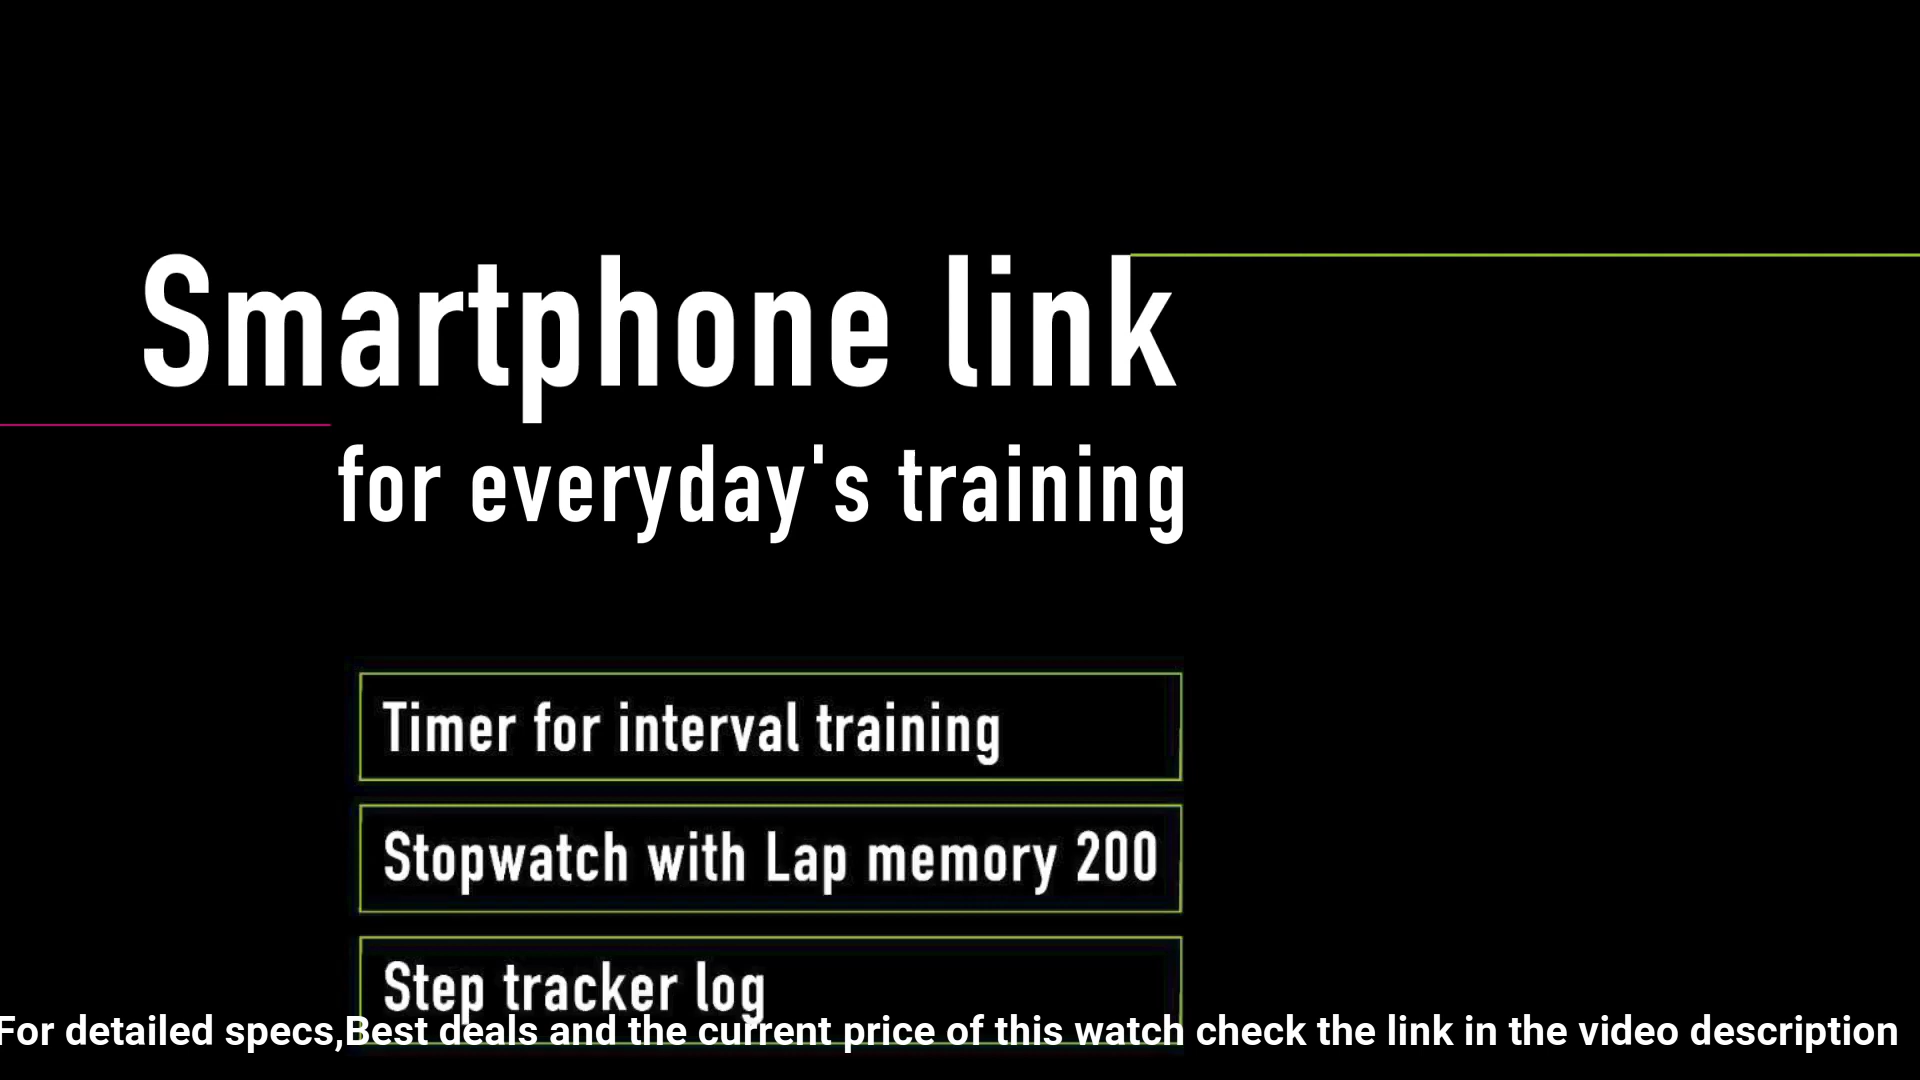 Smartphone link
for everyday's training
Timer for interval training
Stopwatch with Lap memory 200
Step tracker log
For detailed specs,Best deals and the current price of this watch check the link in the video description